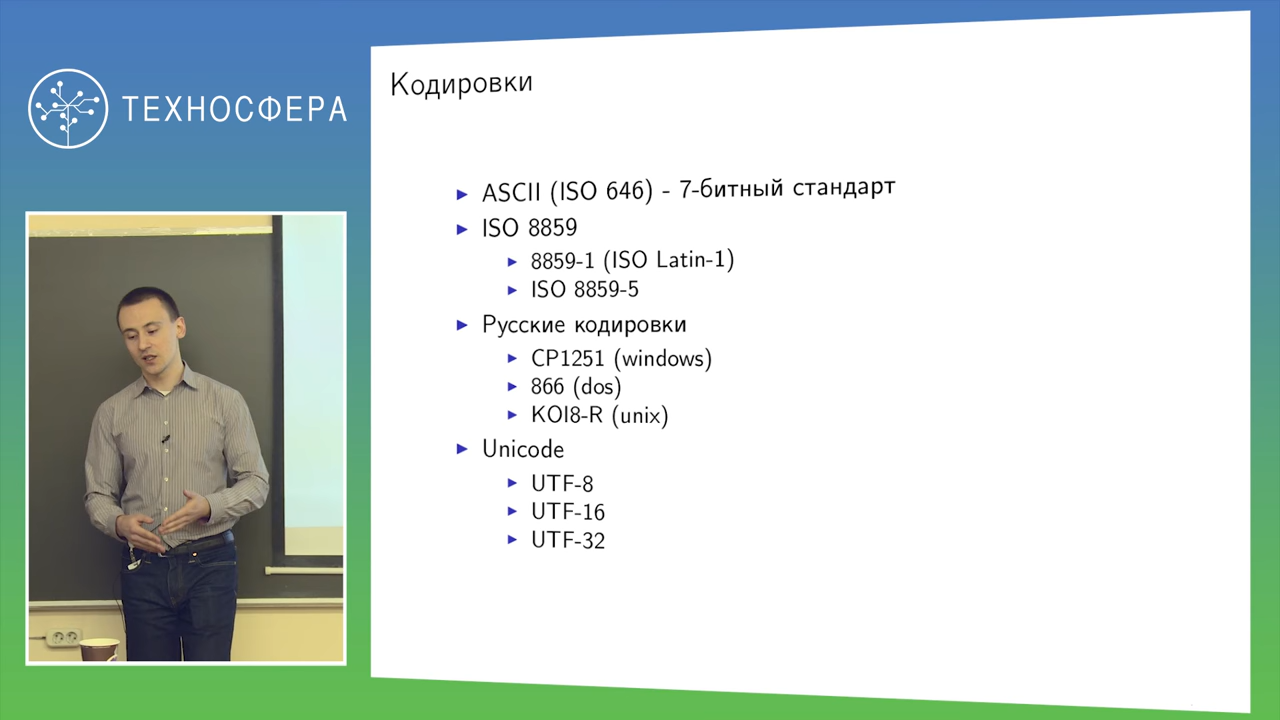 ТЕХНОСФЕРА
Кодировки
ASCII (ISO 646) - 7-битный стандарт
ISO 8859
8859-1 (ISO Latin-1)
ISO 8859-5
Русские кодировки
CP1251 (windows)
866 (dos)
KOI8-R (unix)
Unicode
UTF-8
UTF-16
UTF-32